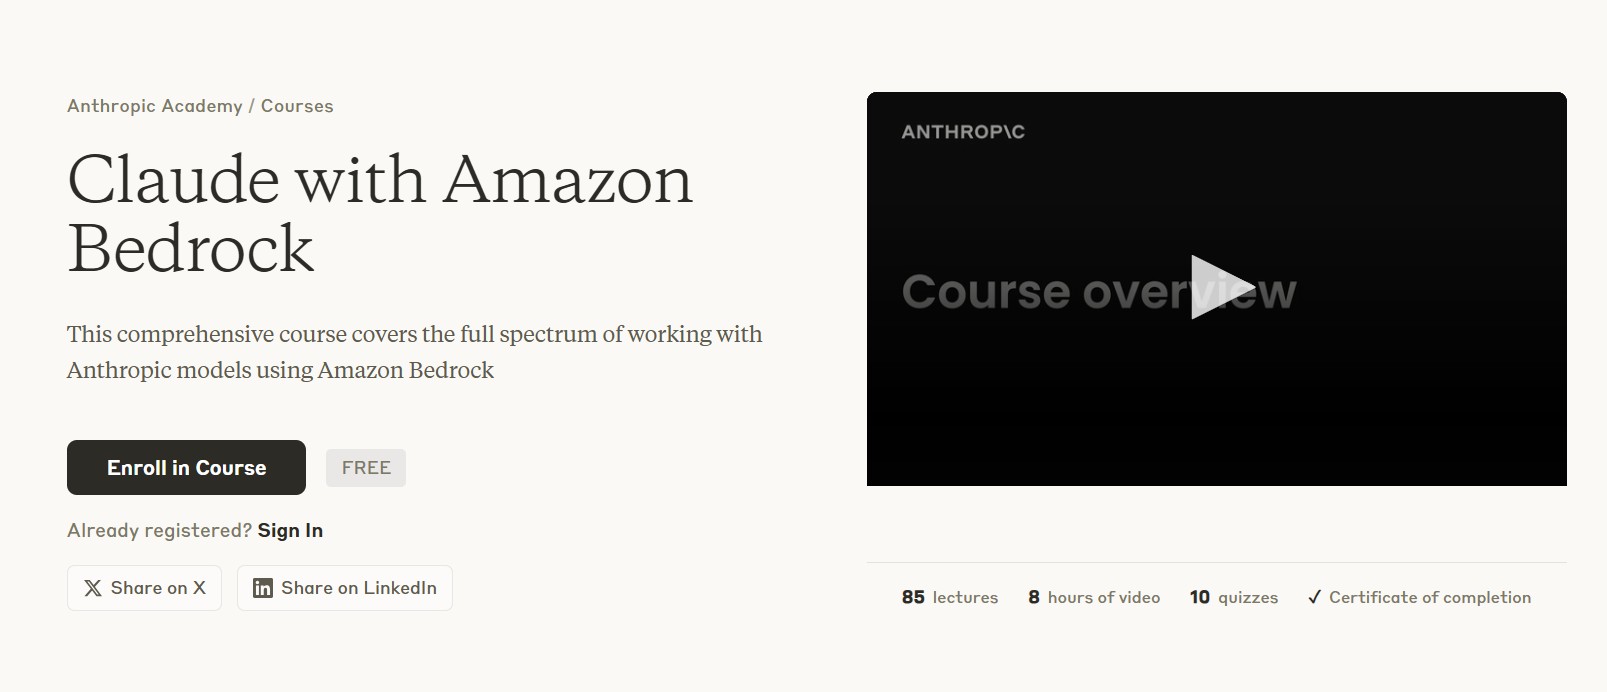 Anthropic Academy / Courses
Claude with Amazon
Bedrock
This comprehensive course covers the full spectrum of working with
Anthropic models using Amazon Bedrock
Enroll in Course
FREE
Already registered? Sign In
Share on X
Share on LinkedIn
ANTHROP\C
Course overview
85 lectures
8 hours of video
10 quizzes
✓ Certificate of completion